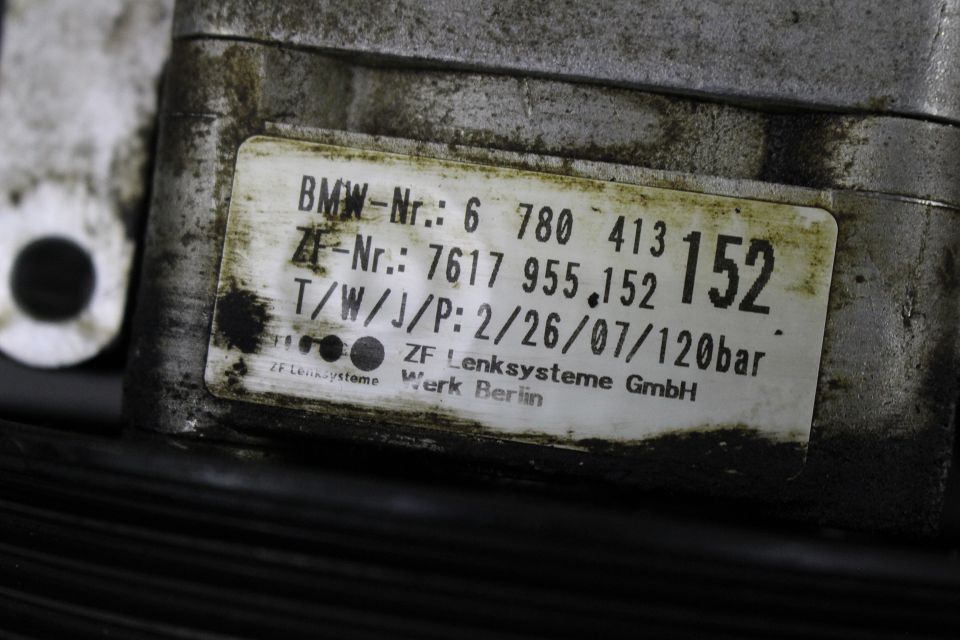 BMW-Nr.: 6 780 413 152
ZF-Nr.: 7617 955 152
T/W/J/P: 2/26/07/120bar
ZF Lenksysteme
ZF Lenksysteme GmbH
Werk Berlin